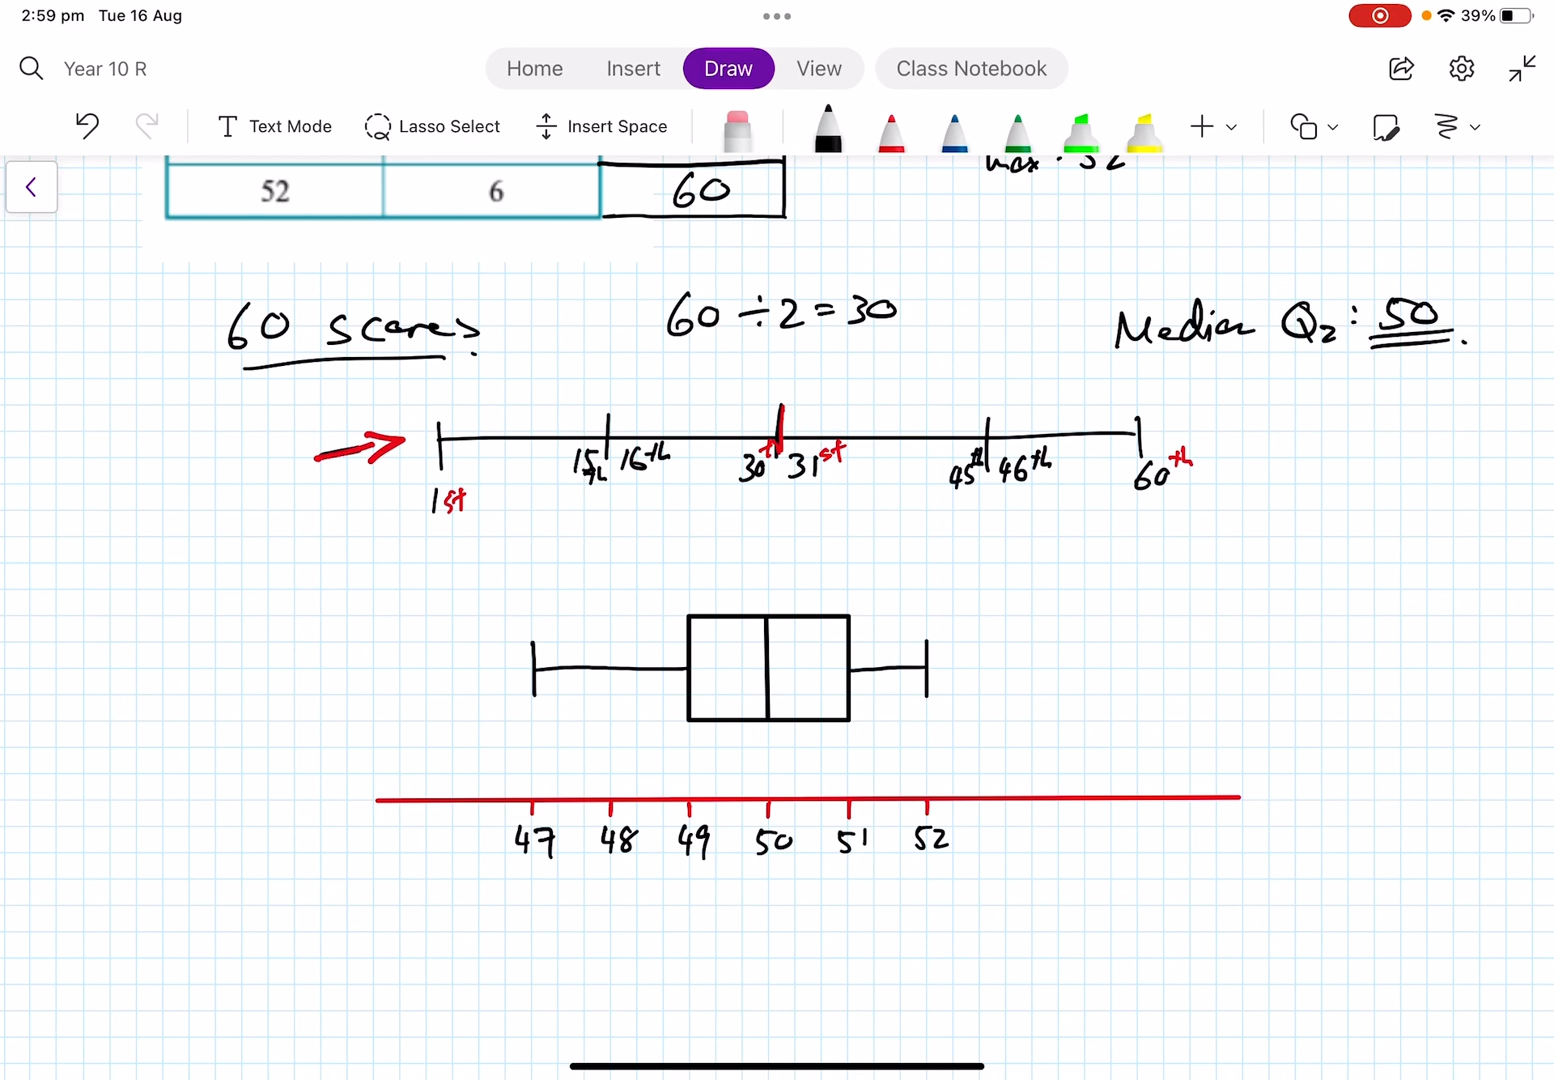 2:59 pm Tue 16 Aug
39%
Year 10 R
Home Insert Draw View Class Notebook
Text Mode Lasso Select Insert Space
max : 52
52 6 60
60 scores.
60 ÷ 2 = 30
Median Q2 : 50.
15th 16th 30th 31st 45th 46th 60th
1st
47 48 49 50 51 52